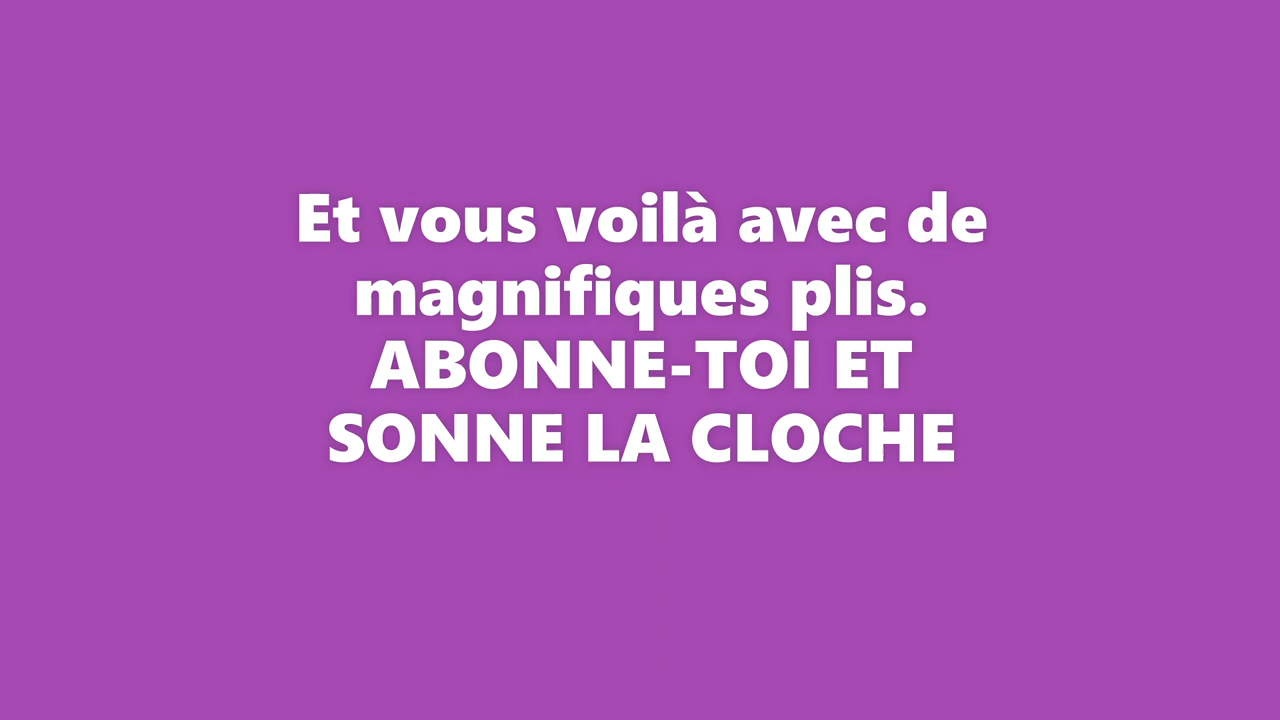 Et vous voilà avec de
magnifiques plis.
ABONNE-TOI ET
SONNE LA CLOCHE